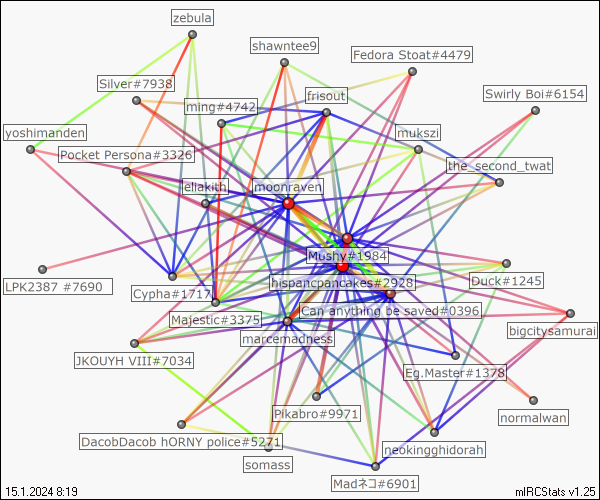 zebula
shawntee9
Fedora Stoat#4479
Silver#7938
frisout
Swirly Boi#6154
ming#4742
yoshimanden
mukszi
Pocket Persona#3326
the_second_twat
eliakith
moonraven
Mushy#1984
LPK2387 #7690
hispancpancakes#2928
Duck#1245
Cypha#1717
Can anything be saved#0396
Majestic#3375
bigcitysamurai
marcemadness
JKOUYH VIII#7034
Eg.Master#1378
Pikabro#9971
normalwan
DacobDacob hORNY police#5271
neokingghidorah
somass
Madネコ#6901
15.1.2024 8:19
mIRCStats v1.25